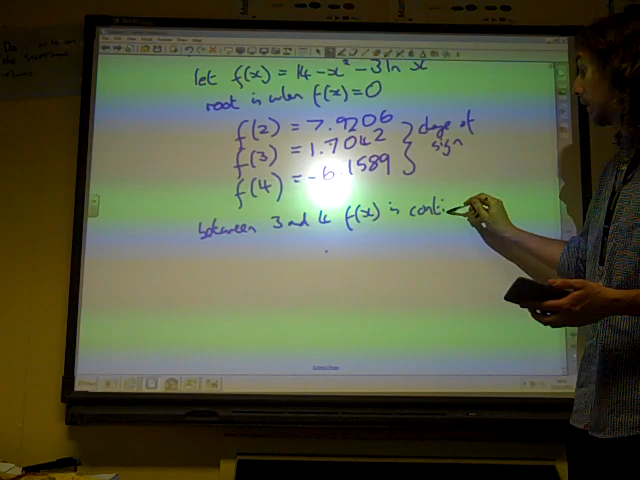 let f(x) = 14 - x² - 3 ln x
root is when f(x) = 0
f(2) = 7.9206
f(3) = 1.7042
f(4) = -6.1589
change of
sign
between 3 and 4 f(x) is conti